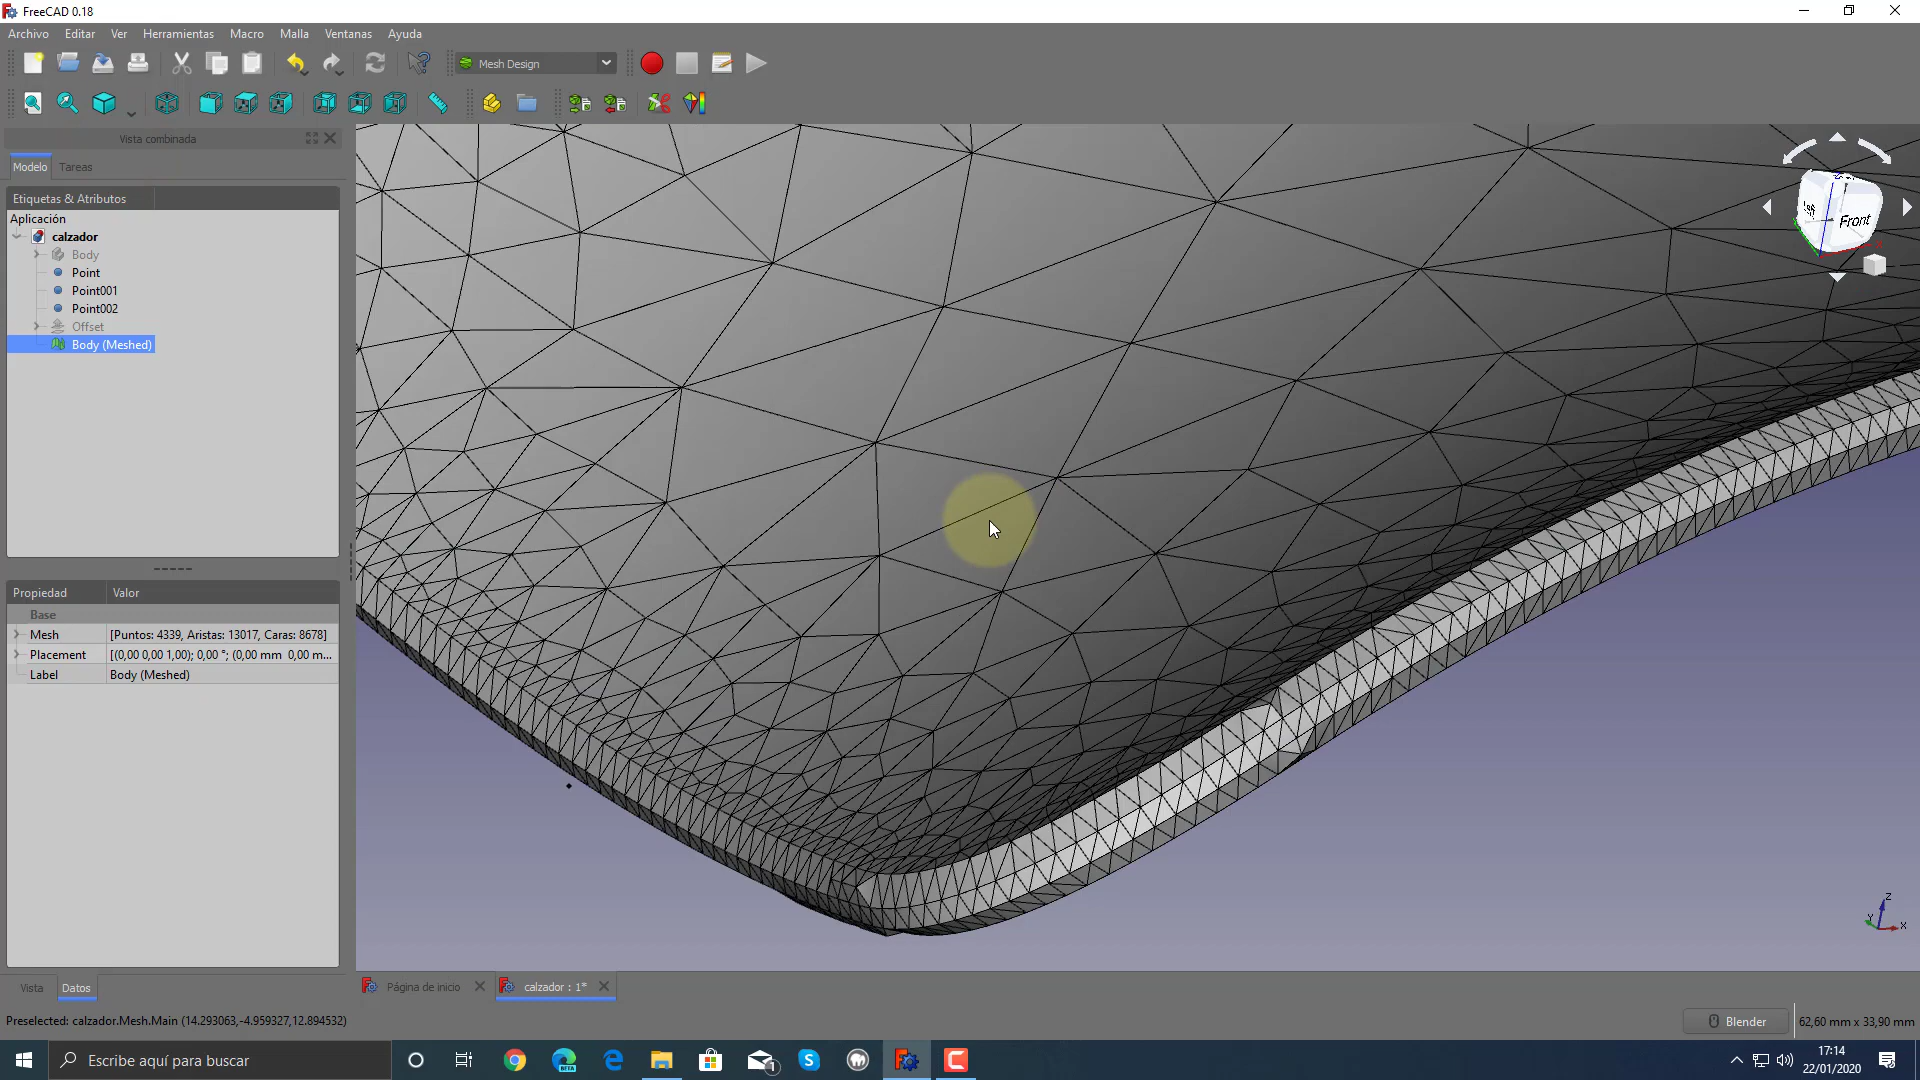 FreeCAD 0.18
Archivo Editar Ver Herramientas Macro Malla Ventanas Ayuda
Mesh Design
Vista combinada
Modelo Tareas
Etiquetas & Atributos
Aplicación
calzador
Body
Point
Point001
Point002
Offset
Body (Meshed)
Front
Propiedad Valor
Base
Mesh [Puntos: 4339, Aristas: 13017, Caras: 8678]
Placement [(0,00 0,00 1,00); 0,00 °; (0,00 mm 0,00 m...
Label Body (Meshed)
Z
Y
X
Vista Datos
Página de inicio calzador : 1*
Preselected: calzador.Mesh.Main (14.293063,-4.959327,12.894532)
Blender 62,60 mm x 33,90 mm
Escribe aquí para buscar
17:14
22/01/2020